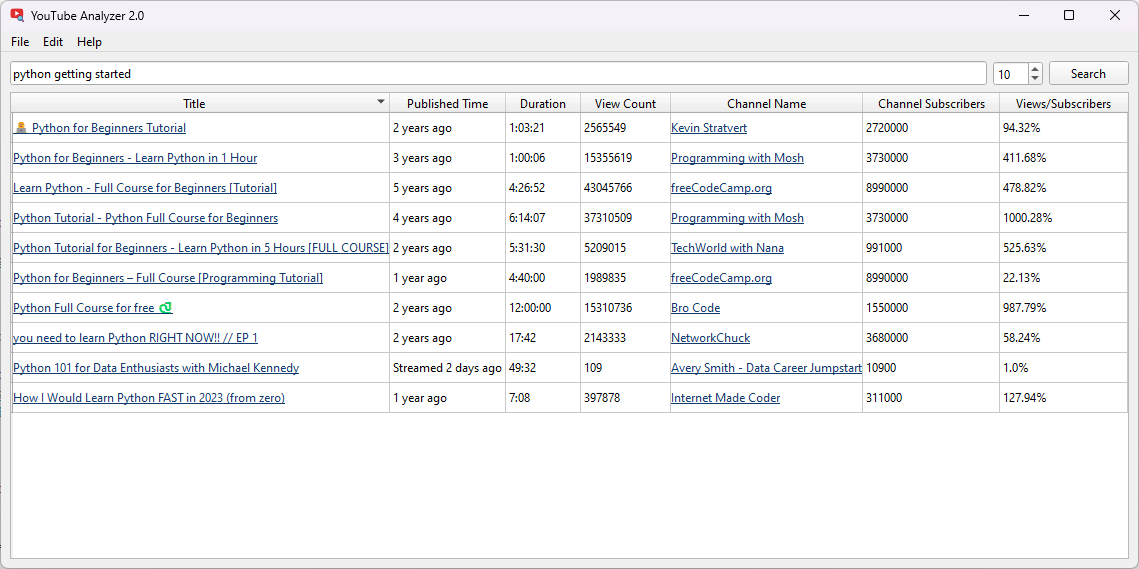 YouTube Analyzer 2.0
File Edit Help
python getting started 10 Search
Title Published Time Duration View Count Channel Name Channel Subscribers Views/Subscribers
Python for Beginners Tutorial 2 years ago 1:03:21 2565549 Kevin Stratvert 2720000 94.32%
Python for Beginners - Learn Python in 1 Hour 3 years ago 1:00:06 15355619 Programming with Mosh 3730000 411.68%
Learn Python - Full Course for Beginners [Tutorial] 5 years ago 4:26:52 43045766 freeCodeCamp.org 8990000 478.82%
Python Tutorial - Python Full Course for Beginners 4 years ago 6:14:07 37310509 Programming with Mosh 3730000 1000.28%
Python Tutorial for Beginners - Learn Python in 5 Hours [FULL COURSE] 2 years ago 5:31:30 5209015 TechWorld with Nana 991000 525.63%
Python for Beginners – Full Course [Programming Tutorial] 1 year ago 4:40:00 1989835 freeCodeCamp.org 8990000 22.13%
Python Full Course for free 2 years ago 12:00:00 15310736 Bro Code 1550000 987.79%
you need to learn Python RIGHT NOW!! // EP 1 2 years ago 17:42 2143333 NetworkChuck 3680000 58.24%
Python 101 for Data Enthusiasts with Michael Kennedy Streamed 2 days ago 49:32 109 Avery Smith - Data Career Jumpstart 10900 1.0%
How I Would Learn Python FAST in 2023 (from zero) 1 year ago 7:08 397878 Internet Made Coder 311000 127.94%